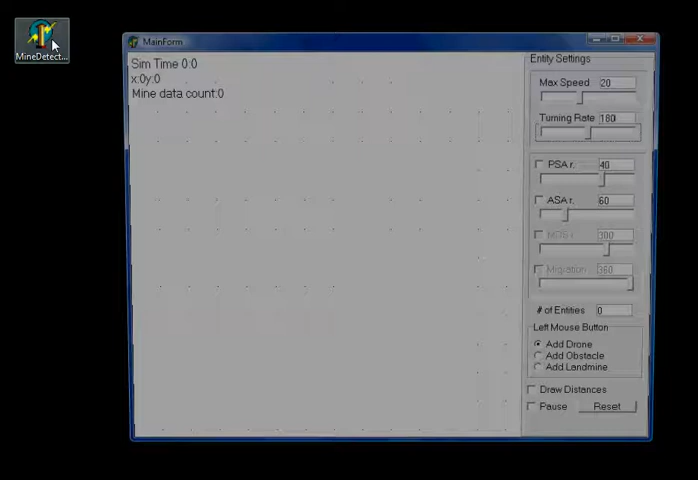 MineDetect...
MainForm
Sim Time 0:0
x:0y:0
Mine data count:0
Entity Settings
Max Speed 20
Turning Rate 180
PSA r. 40
ASA r. 60
300
Migration 360
# of Entities 0
Left Mouse Button
Add Drone
Add Obstacle
Add Landmine
Draw Distances
Pause Reset